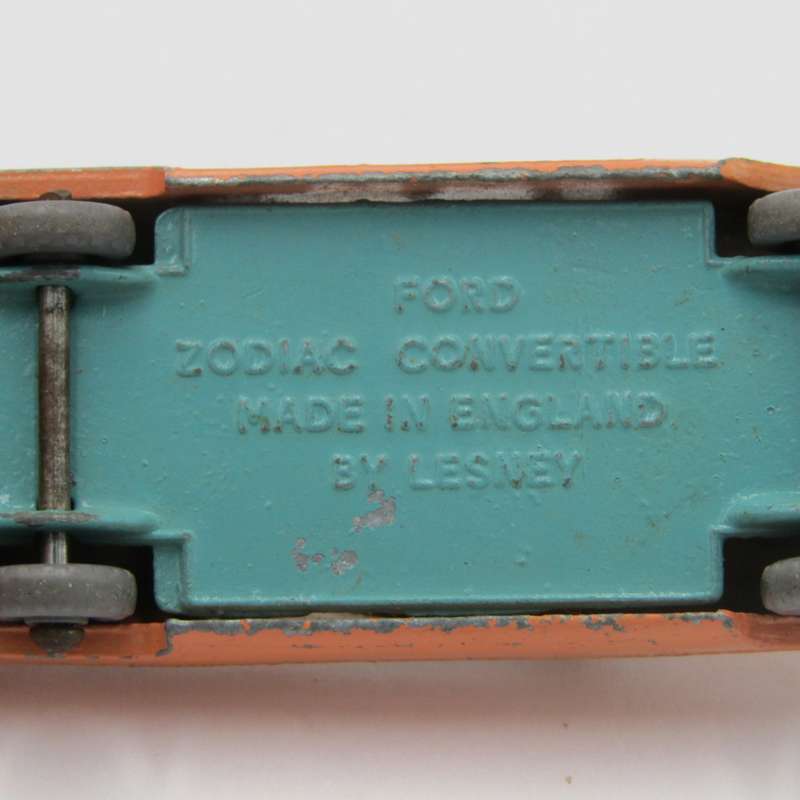 FORD
ZODIAC CONVERTIBLE
MADE IN ENGLAND
BY LESNEY